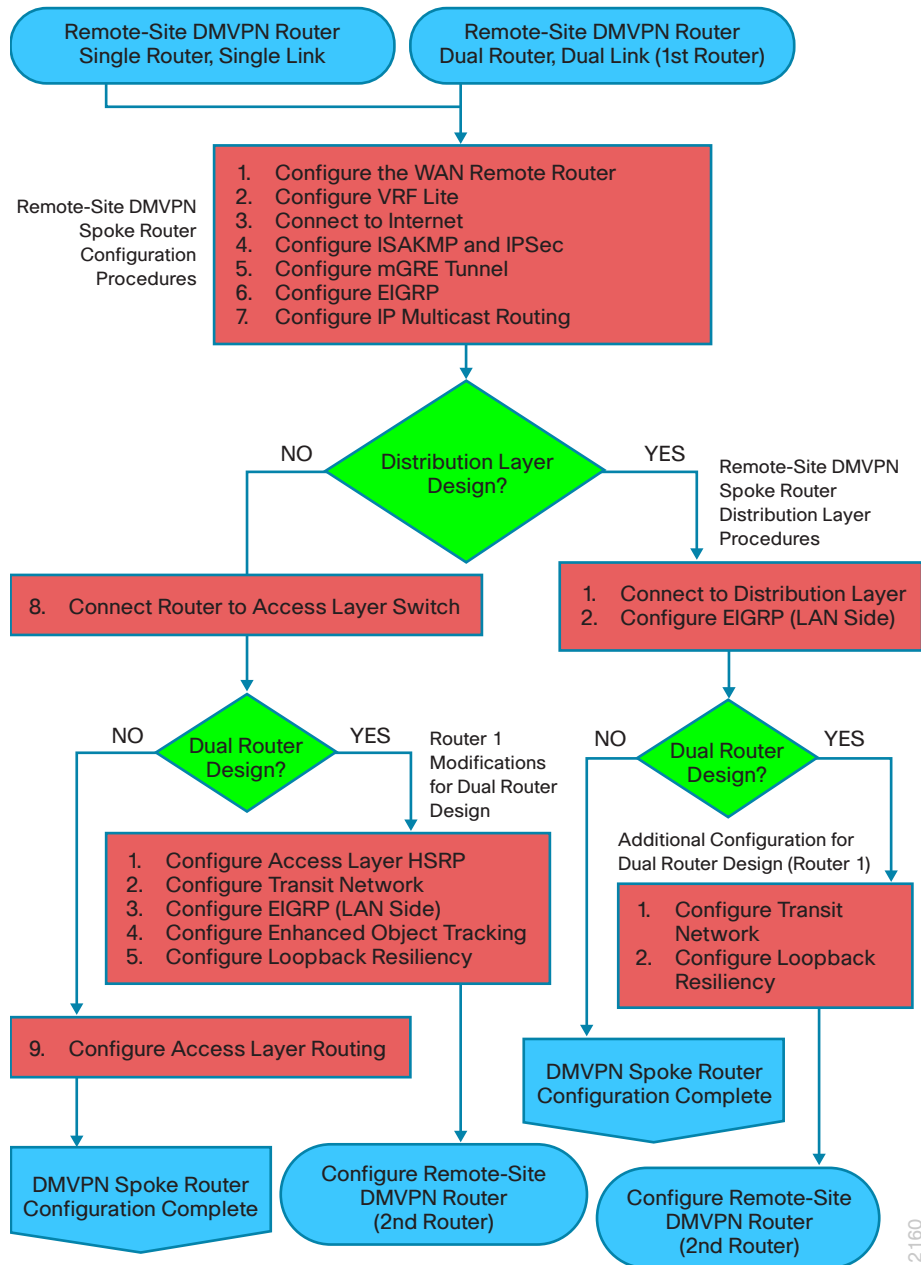 Remote-Site DMVPN Router
Single Router, Single Link
Remote-Site DMVPN Router
Dual Router, Dual Link (1st Router)
Remote-Site DMVPN
Spoke Router
Configuration
Procedures
1. Configure the WAN Remote Router
2. Configure VRF Lite
3. Connect to Internet
4. Configure ISAKMP and IPSec
5. Configure mGRE Tunnel
6. Configure EIGRP
7. Configure IP Multicast Routing
NO
Distribution Layer
Design?
YES
Remote-Site DMVPN
Spoke Router
Distribution Layer
Procedures
8. Connect Router to Access Layer Switch
1. Connect to Distribution Layer
2. Configure EIGRP (LAN Side)
NO
Dual Router
Design?
YES
Router 1
Modifications
for Dual Router
Design
NO
Dual Router
Design?
YES
1. Configure Access Layer HSRP
2. Configure Transit Network
3. Configure EIGRP (LAN Side)
4. Configure Enhanced Object Tracking
5. Configure Loopback Resiliency
Additional Configuration for
Dual Router Design (Router 1)
1. Configure Transit
Network
2. Configure Loopback
Resiliency
9. Configure Access Layer Routing
DMVPN Spoke Router
Configuration Complete
DMVPN Spoke Router
Configuration Complete
Configure Remote-Site
DMVPN Router
(2nd Router)
Configure Remote-Site
DMVPN Router
(2nd Router)
2160